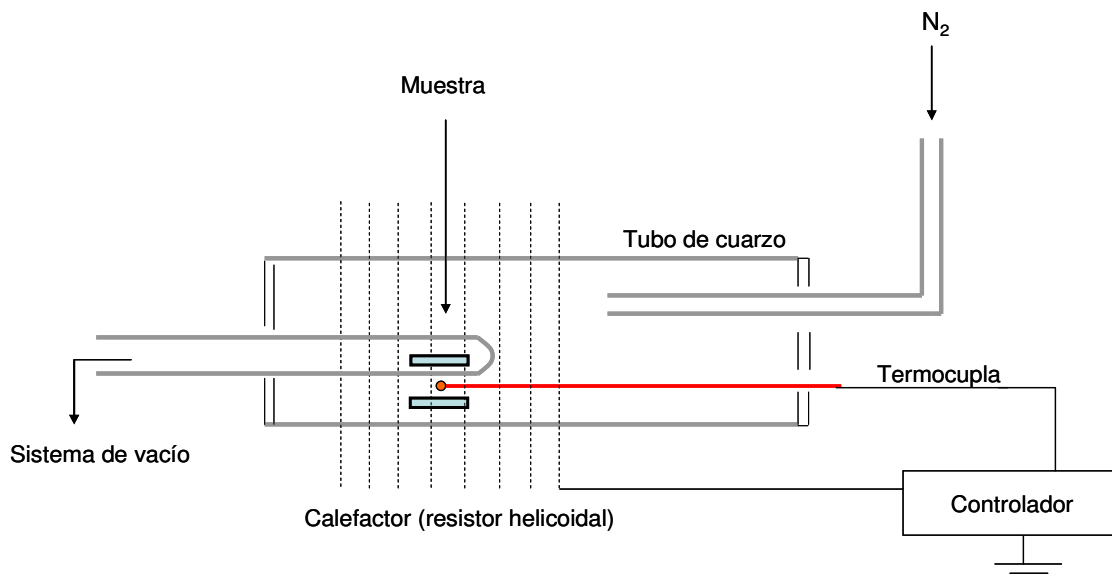 N₂
Muestra
Tubo de cuarzo
Termocupla
Sistema de vacío
Controlador
Calefactor (resistor helicoidal)